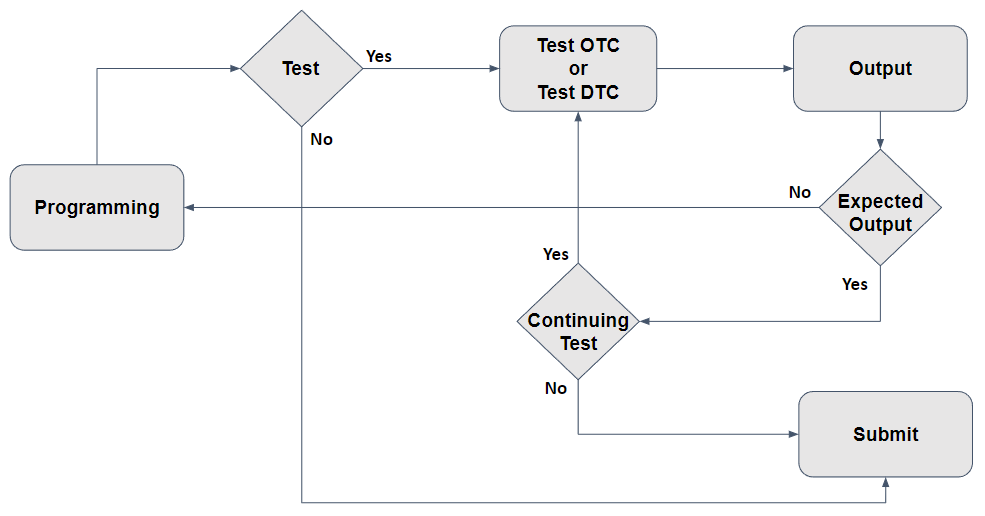 Test
Yes
Test OTC
or
Test DTC
Output
No
Programming
No
Expected
Output
Yes
Yes
Continuing
Test
No
Submit